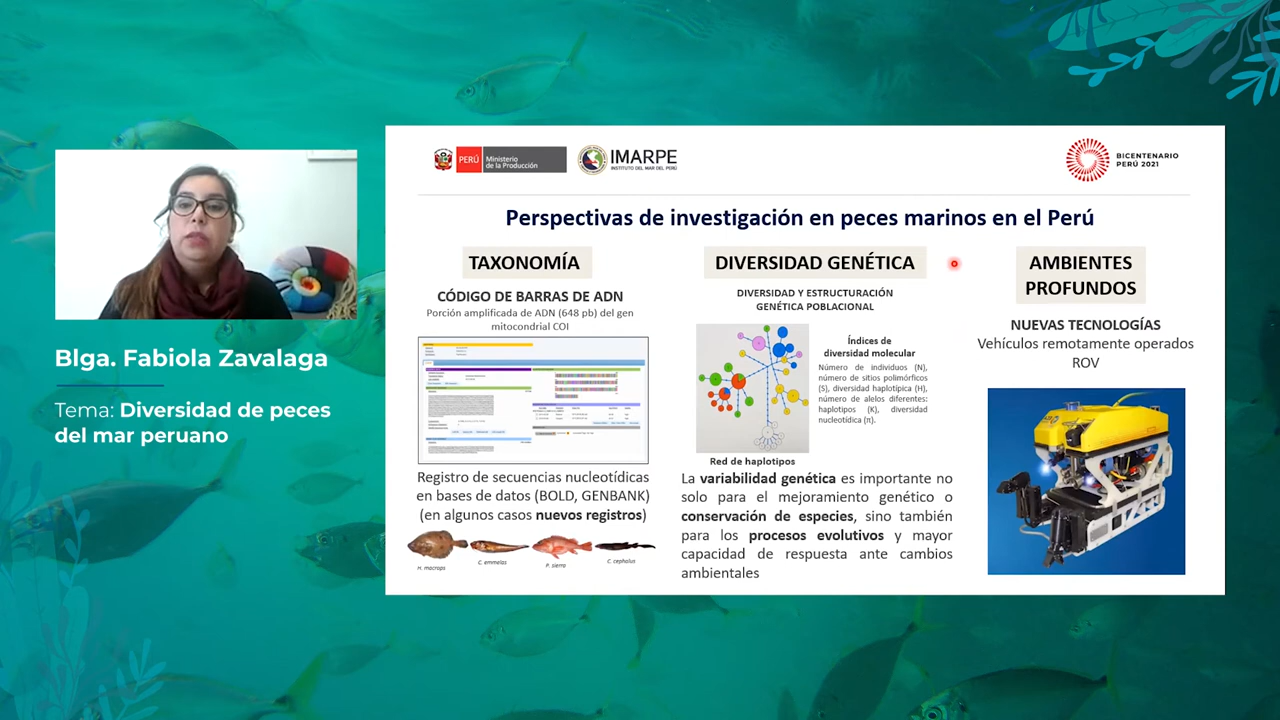 Blga. Fabiola Zavalaga
Tema: Diversidad de peces
del mar peruano
PERÚ
Ministerio
de la Producción
IMARPE
INSTITUTO DEL MAR DEL PERÚ
BICENTENARIO
PERÚ 2021
Perspectivas de investigación en peces marinos en el Perú
TAXONOMÍA
CÓDIGO DE BARRAS DE ADN
Porción amplificada de ADN (648 pb) del gen
mitocondrial COI
Registro de secuencias nucleotídicas
en bases de datos (BOLD, GENBANK)
(en algunos casos nuevos registros)
H. macrops
C. emmelas
P. sierra
C. cephalus
DIVERSIDAD GENÉTICA
DIVERSIDAD Y ESTRUCTURACIÓN
GENÉTICA POBLACIONAL
Índices de
diversidad molecular
Número de individuos (N),
número de sitios polimórficos
(S), diversidad haplotípica (H),
número de alelos diferentes:
haplotipos (K), diversidad
nucleotídica (π).
Red de haplotipos
La variabilidad genética es importante no
solo para el mejoramiento genético o
conservación de especies, sino también
para los procesos evolutivos y mayor
capacidad de respuesta ante cambios
ambientales
AMBIENTES
PROFUNDOS
NUEVAS TECNOLOGÍAS
Vehículos remotamente operados
ROV